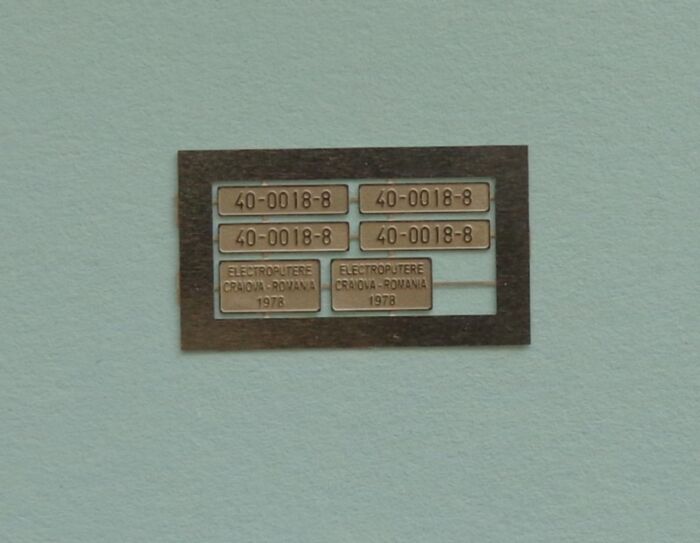 40-0018-8 40-0018-8
40-0018-8 40-0018-8
ELECTROPUTERE
CRAIOVA-ROMANIA
1978
ELECTROPUTERE
CRAIOVA-ROMANIA
1978